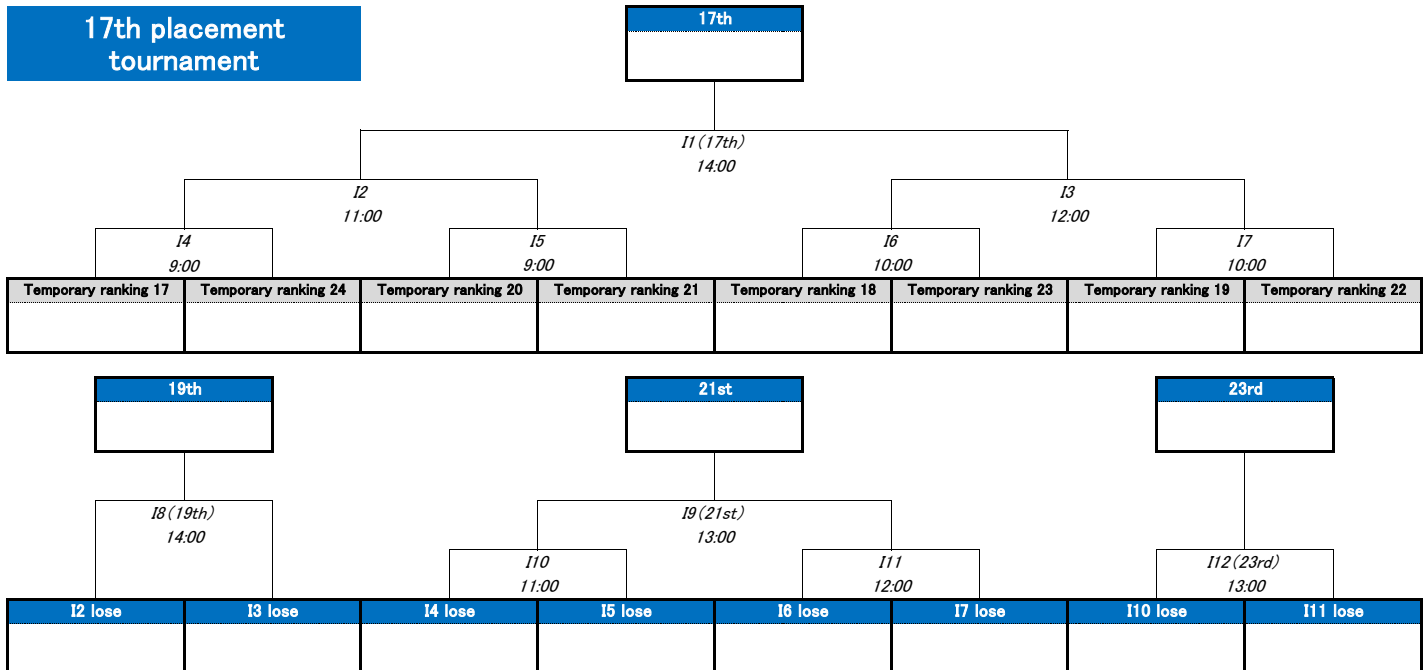 17th placement
tournament
17th
I1(17th)
14:00
I2
11:00
I3
12:00
I4
9:00
I5
9:00
I6
10:00
I7
10:00
Temporary ranking 17
Temporary ranking 24
Temporary ranking 20
Temporary ranking 21
Temporary ranking 18
Temporary ranking 23
Temporary ranking 19
Temporary ranking 22
19th
21st
23rd
I8(19th)
14:00
I9(21st)
13:00
I10
11:00
I11
12:00
I12(23rd)
13:00
I2 lose
I3 lose
I4 lose
I5 lose
I6 lose
I7 lose
I10 lose
I11 lose